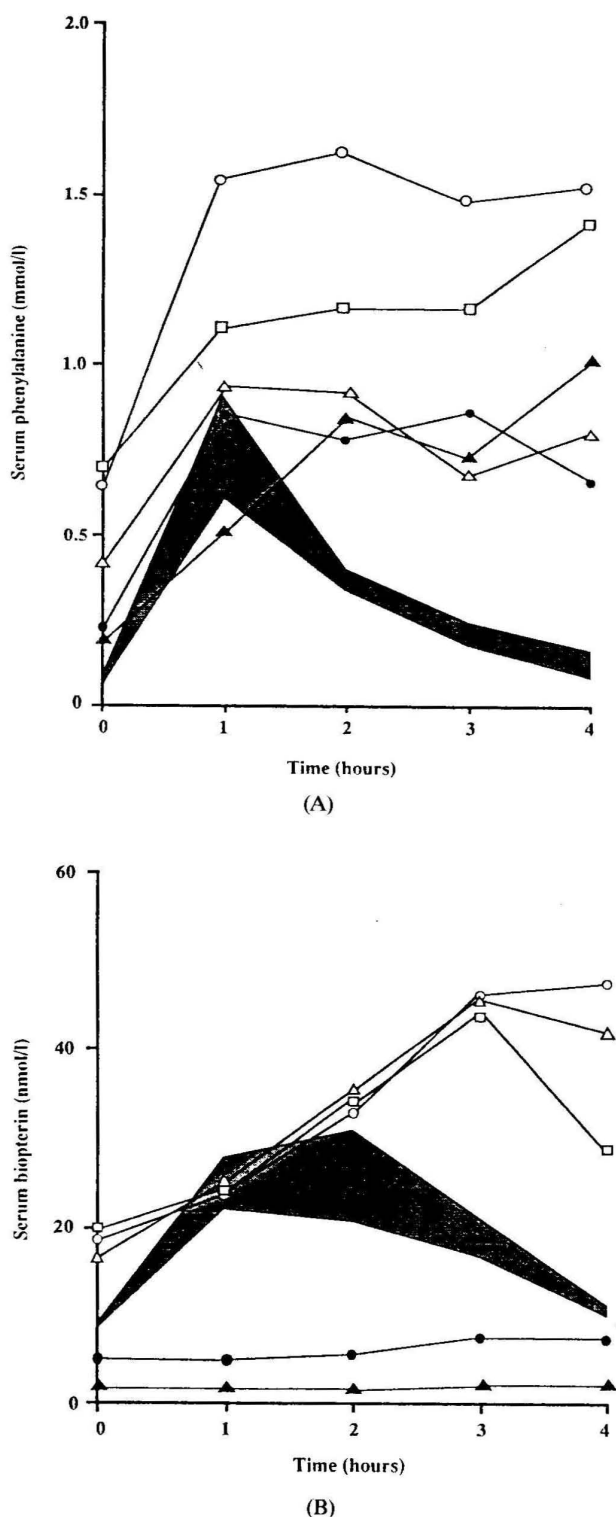 2.0
1.5
1.0
0.5
0
Serum phenylalanine (mmol/l)
0 1 2 3 4
Time (hours)
(A)
60
40
20
0
Serum biopterin (nmol/l)
0 1 2 3 4
Time (hours)
(B)